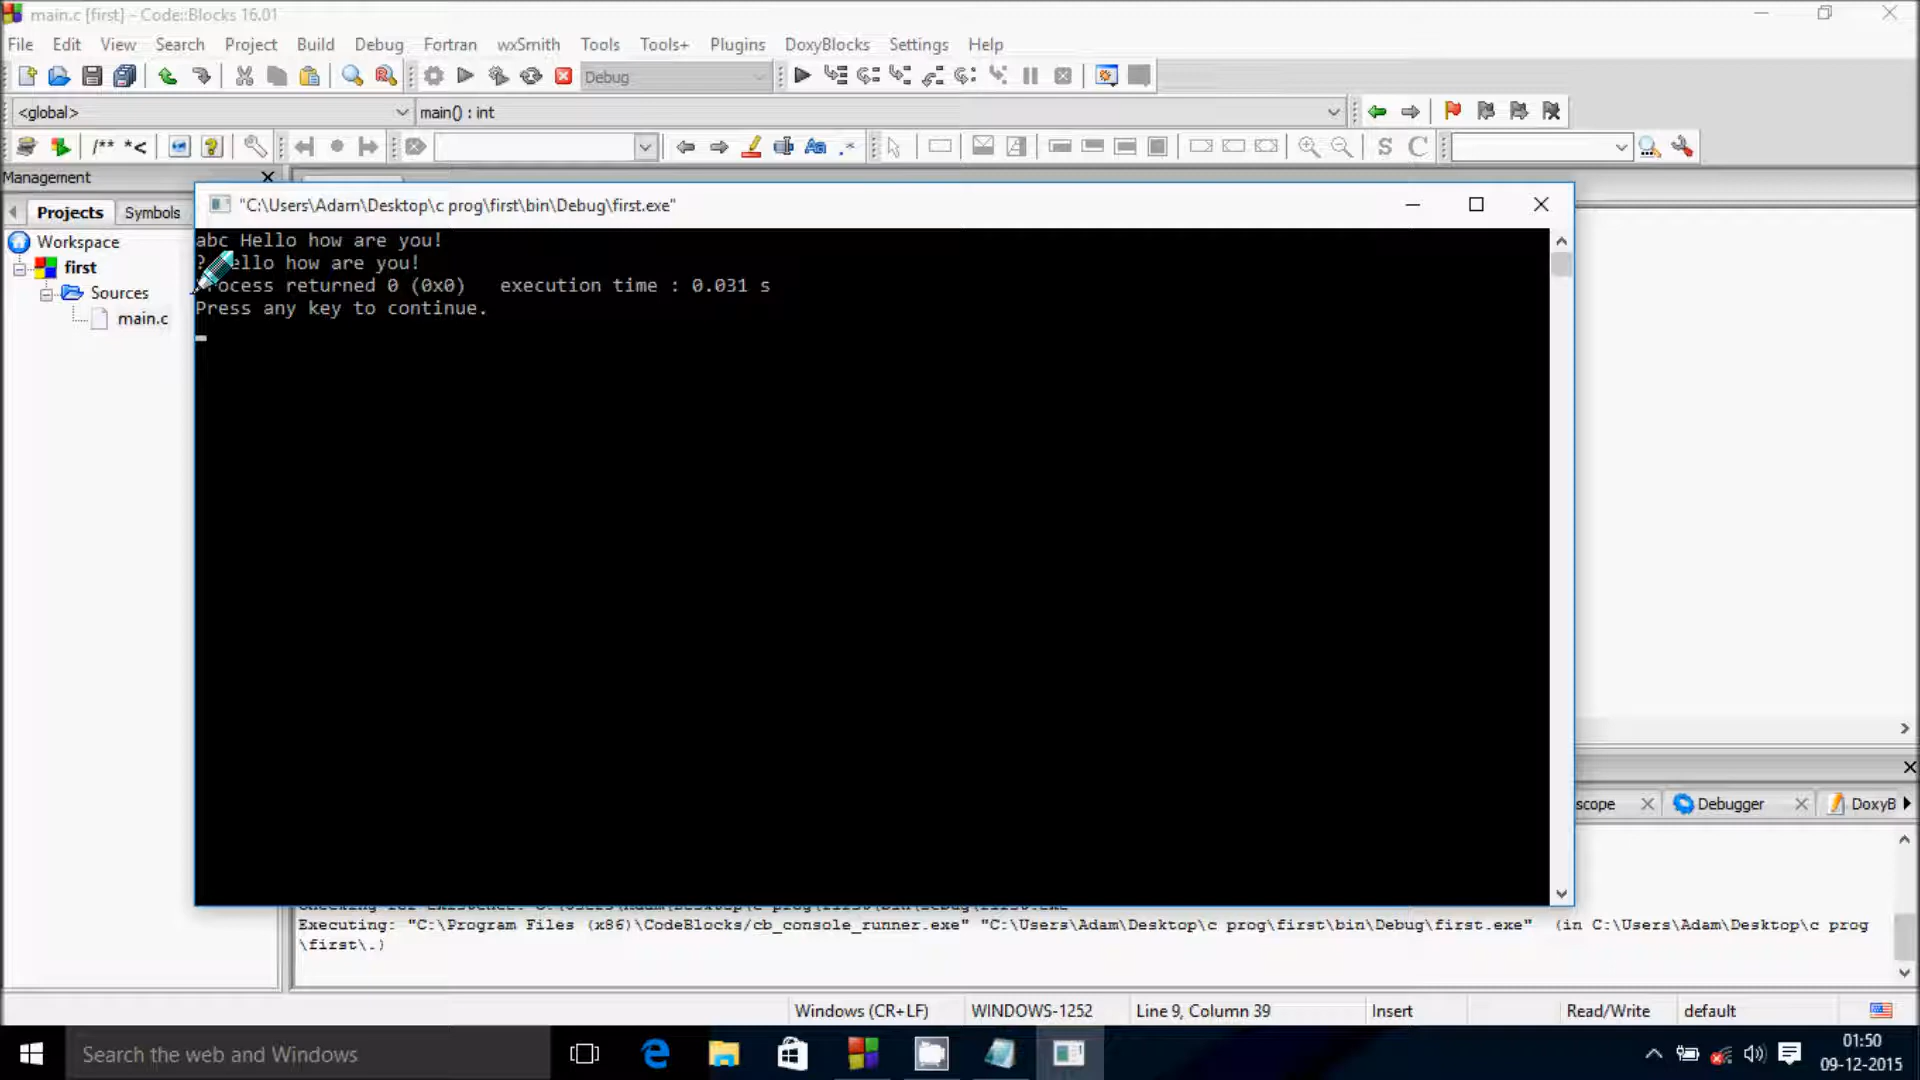 main.c [first] - Code::Blocks 16.01
File Edit View Search Project Build Debug Fortran wxSmith Tools Tools+ Plugins DoxyBlocks Settings Help
Debug
<global> main() : int
/** *<
S C
Management
Projects Symbols
"C:\Users\Adam\Desktop\c prog\first\bin\Debug\first.exe"
Workspace
first
Sources
main.c
abc Hello how are you!
? Hello how are you!
Process returned 0 (0x0) execution time : 0.031 s
Press any key to continue.
scope Debugger DoxyB
Executing: "C:\Program Files (x86)\CodeBlocks/cb_console_runner.exe" "C:\Users\Adam\Desktop\c prog\first\bin\Debug\first.exe" (in C:\Users\Adam\Desktop\c prog
\first\.)
Windows (CR+LF) WINDOWS-1252 Line 9, Column 39 Insert Read/Write default
Search the web and Windows
01:50
09-12-2015